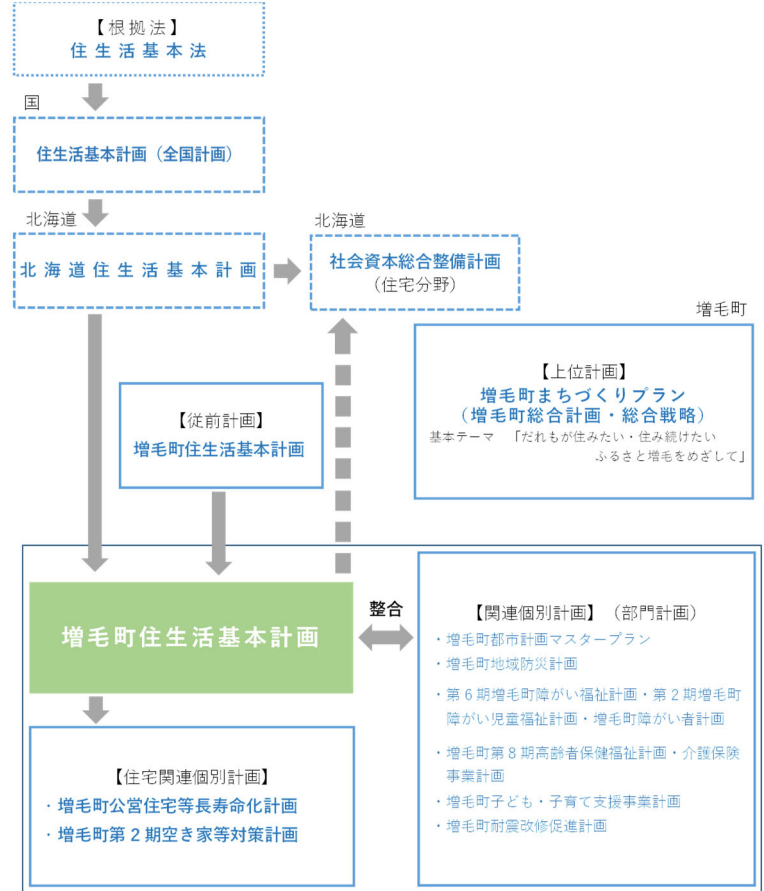 【根拠法】
住生活基本法
国
住生活基本計画（全国計画）
北海道
北海道住生活基本計画
北海道
社会資本総合整備計画
（住宅分野）
増毛町
【上位計画】
増毛町まちづくりプラン
（増毛町総合計画・総合戦略）
基本テーマ　「だれもが住みたい・住み続けたい
ふるさと増毛をめざして」
【従前計画】
増毛町住生活基本計画
増毛町住生活基本計画
整合
【関連個別計画】（部門計画）
・増毛町都市計画マスタープラン
・増毛町地域防災計画
・第６期増毛町障がい福祉計画・第２期増毛町
障がい児童福祉計画・増毛町障がい者計画
・増毛町第８期高齢者保健福祉計画・介護保険
事業計画
・増毛町子ども・子育て支援事業計画
・増毛町耐震改修促進計画
【住宅関連個別計画】
・増毛町公営住宅等長寿命化計画
・増毛町第２期空き家等対策計画